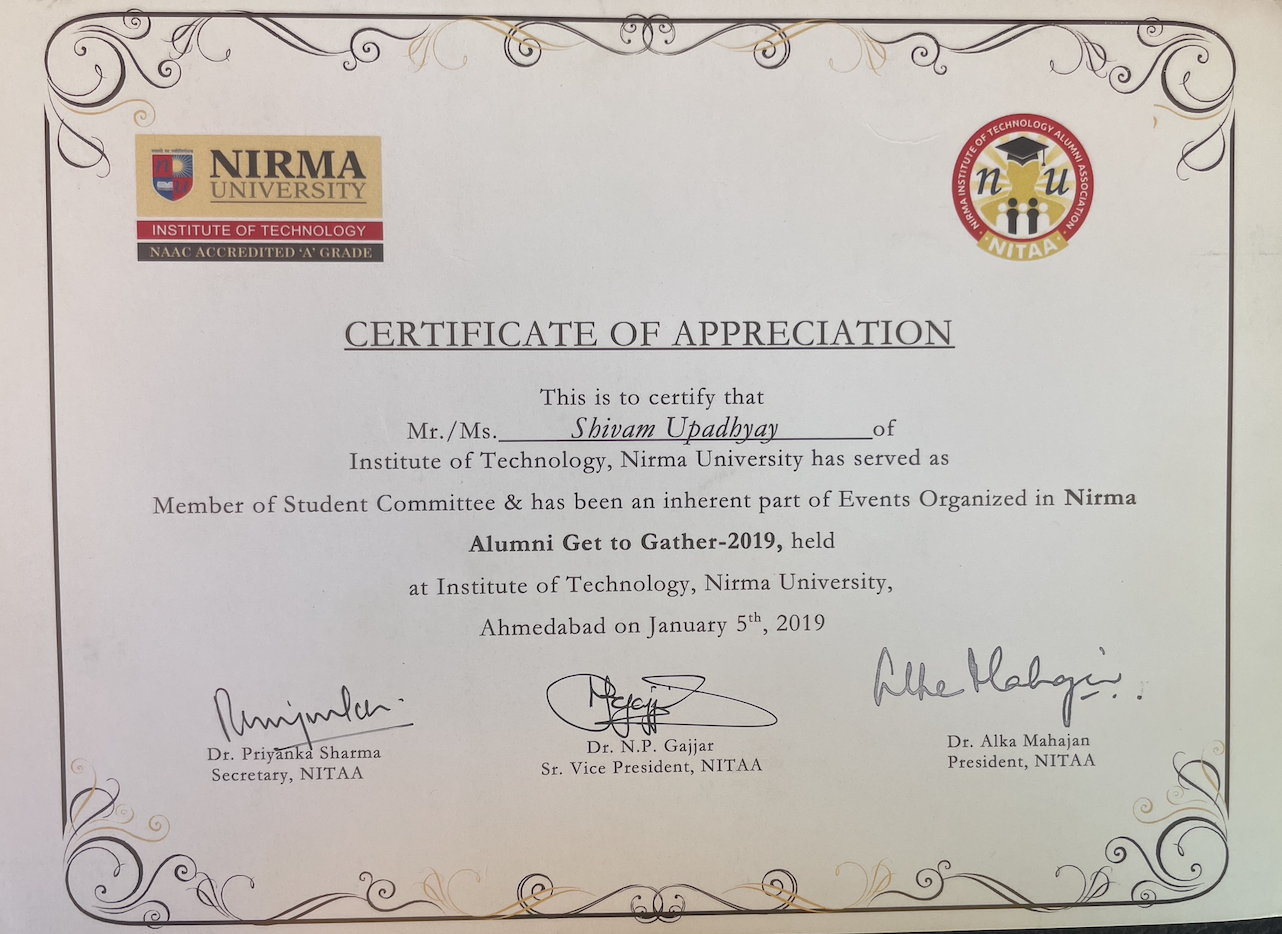 NIRMA
UNIVERSITY
INSTITUTE OF TECHNOLOGY
NAAC ACCREDITED 'A' GRADE
NIRMA INSTITUTE OF TECHNOLOGY ALUMNI ASSOCIATION
n u
NITAA
CERTIFICATE OF APPRECIATION
This is to certify that
Mr./Ms. Shivam Upadhyay of
Institute of Technology, Nirma University has served as
Member of Student Committee & has been an inherent part of Events Organized in Nirma
Alumni Get to Gather-2019, held
at Institute of Technology, Nirma University,
Ahmedabad on January 5th, 2019
Alka Mahajan
Dr. Priyanka Sharma
Secretary, NITAA
Dr. N.P. Gajjar
Sr. Vice President, NITAA
Dr. Alka Mahajan
President, NITAA